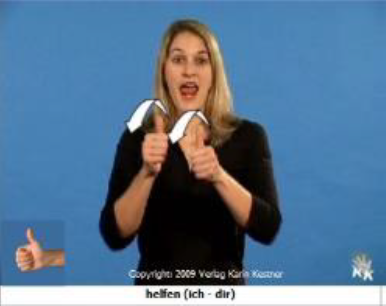 Copyright: 2009 Verlag Karin Kestner
helfen (ich - dir)